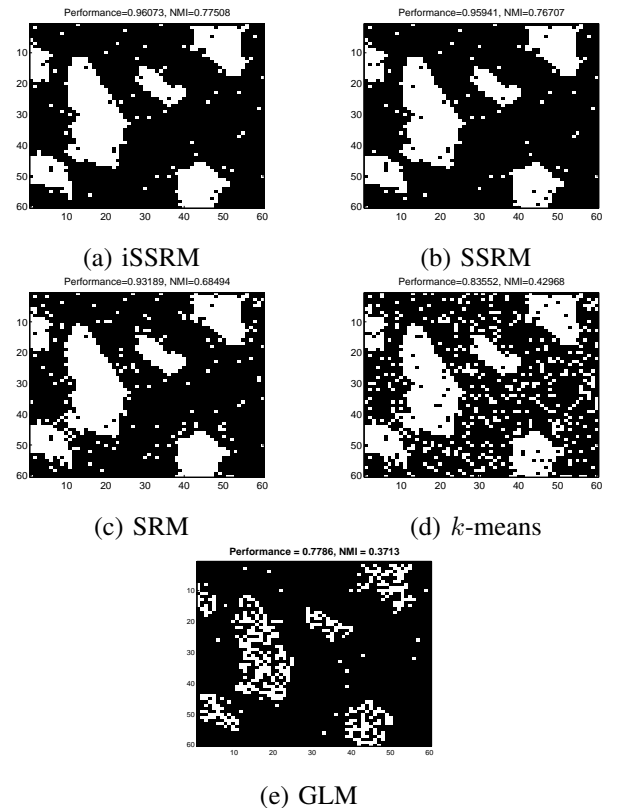 Performance=0.96073, NMI=0.77508
10
20
30
40
50
60
10 20 30 40 50 60
(a) iSSRM
Performance=0.95941, NMI=0.76707
10
20
30
40
50
60
10 20 30 40 50 60
(b) SSRM
Performance=0.93189, NMI=0.68494
10
20
30
40
50
60
10 20 30 40 50 60
(c) SRM
Performance=0.83552, NMI=0.42968
10
20
30
40
50
60
10 20 30 40 50 60
(d) k-means
Performance = 0.7786, NMI = 0.3713
10
20
30
40
50
60
10 20 30 40 50 60
(e) GLM